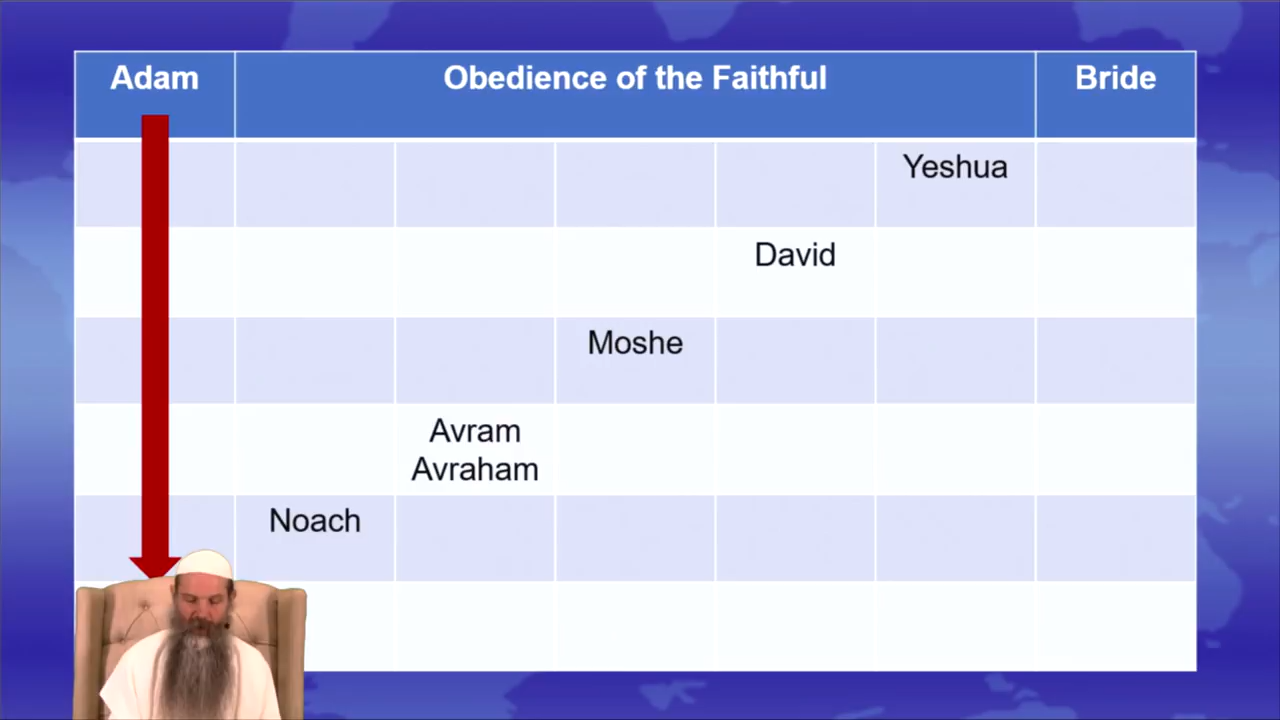 Adam Obedience of the Faithful Bride
Yeshua
David
Moshe
Avram
Avraham
Noach